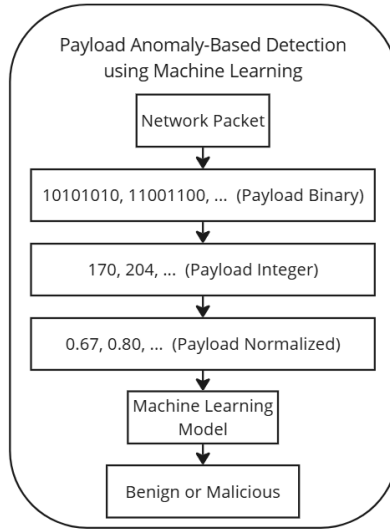 Payload Anomaly-Based Detection
using Machine Learning
Network Packet
10101010, 11001100, ... (Payload Binary)
170, 204, ... (Payload Integer)
0.67, 0.80, ... (Payload Normalized)
Machine Learning
Model
Benign or Malicious